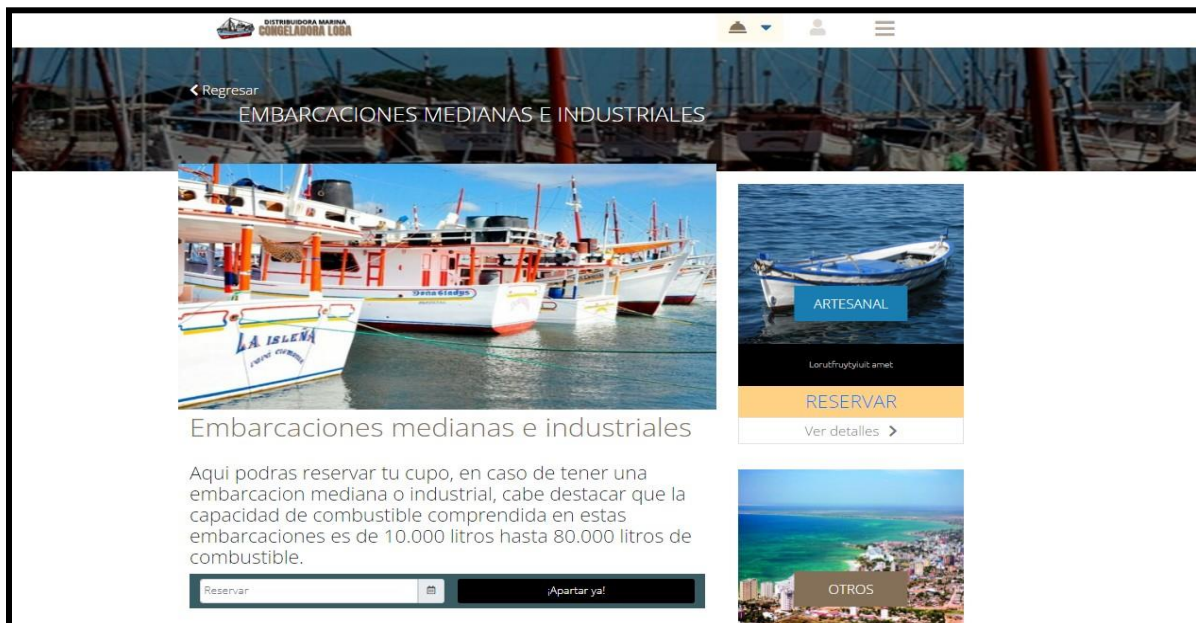 DISTRIBUIDORA MARINA
CONGELADORA LOBA
Regresar
EMBARCACIONES MEDIANAS E INDUSTRIALES
Doña Gladys
LA ISLEÑA
Embarcaciones medianas e industriales
Aqui podras reservar tu cupo, en caso de tener una
embarcacion mediana o industrial, cabe destacar que la
capacidad de combustible comprendida en estas
embarcaciones es de 10.000 litros hasta 80.000 litros de
combustible.
Reservar
¡Apartar ya!
ARTESANAL
Lorutfruytyiuit amet
RESERVAR
Ver detalles
OTROS